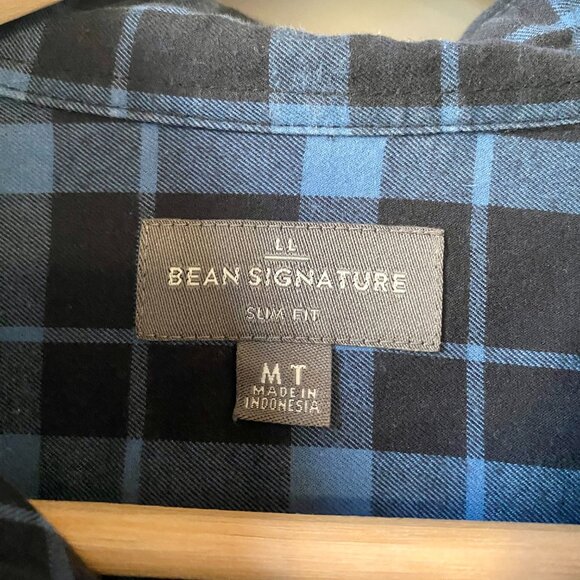 LL
BEAN SIGNATURE
SLIM FIT
M T
MADE IN
INDONESIA